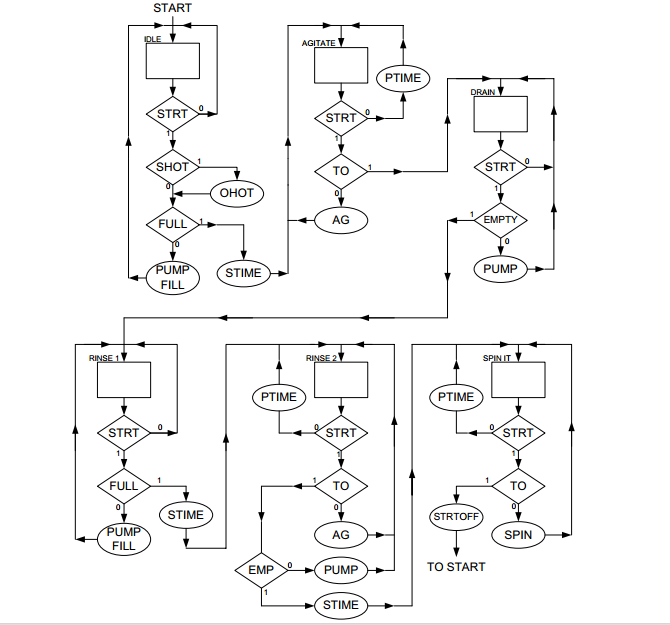 START
IDLE
STRT
0
1
SHOT
1
0
OHOT
FULL
1
0
PUMP
FILL
STIME
AGITATE
PTIME
STRT
0
1
TO
1
0
AG
DRAIN
STRT
0
1
EMPTY
1
0
PUMP
RINSE 1
STRT
0
1
FULL
1
0
PUMP
FILL
STIME
RINSE 2
PTIME
STRT
0
1
TO
1
0
AG
EMP
0
1
PUMP
STIME
SPIN IT
PTIME
STRT
0
1
TO
1
0
STRTOFF
SPIN
TO START